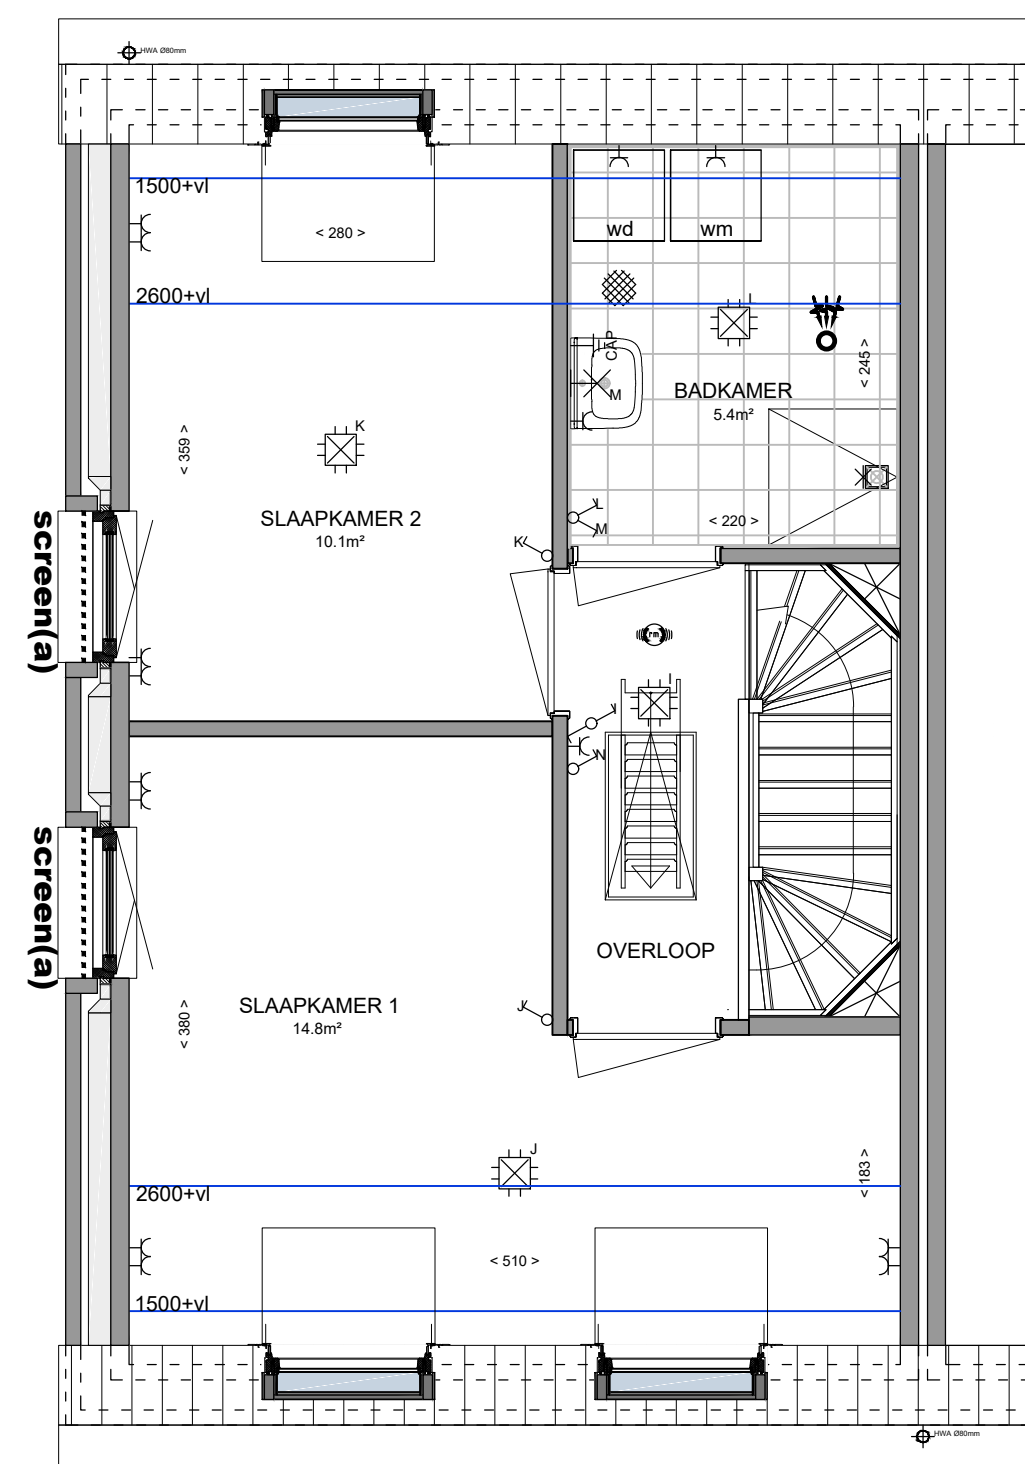 HWA Ø80mm
1500+vl
< 280 >
wd
wm
2600+vl
L
CAP
< 245 >
BADKAMER
5.4m²
M
K
< 359 >
SLAAPKAMER 2
10.1m²
L
M
< 220 >
K
screen(a)
rm
I
N
screen(a)
OVERLOOP
SLAAPKAMER 1
14.8m²
< 380 >
J
J
< 183 >
2600+vl
< 510 >
1500+vl
HWA Ø80mm